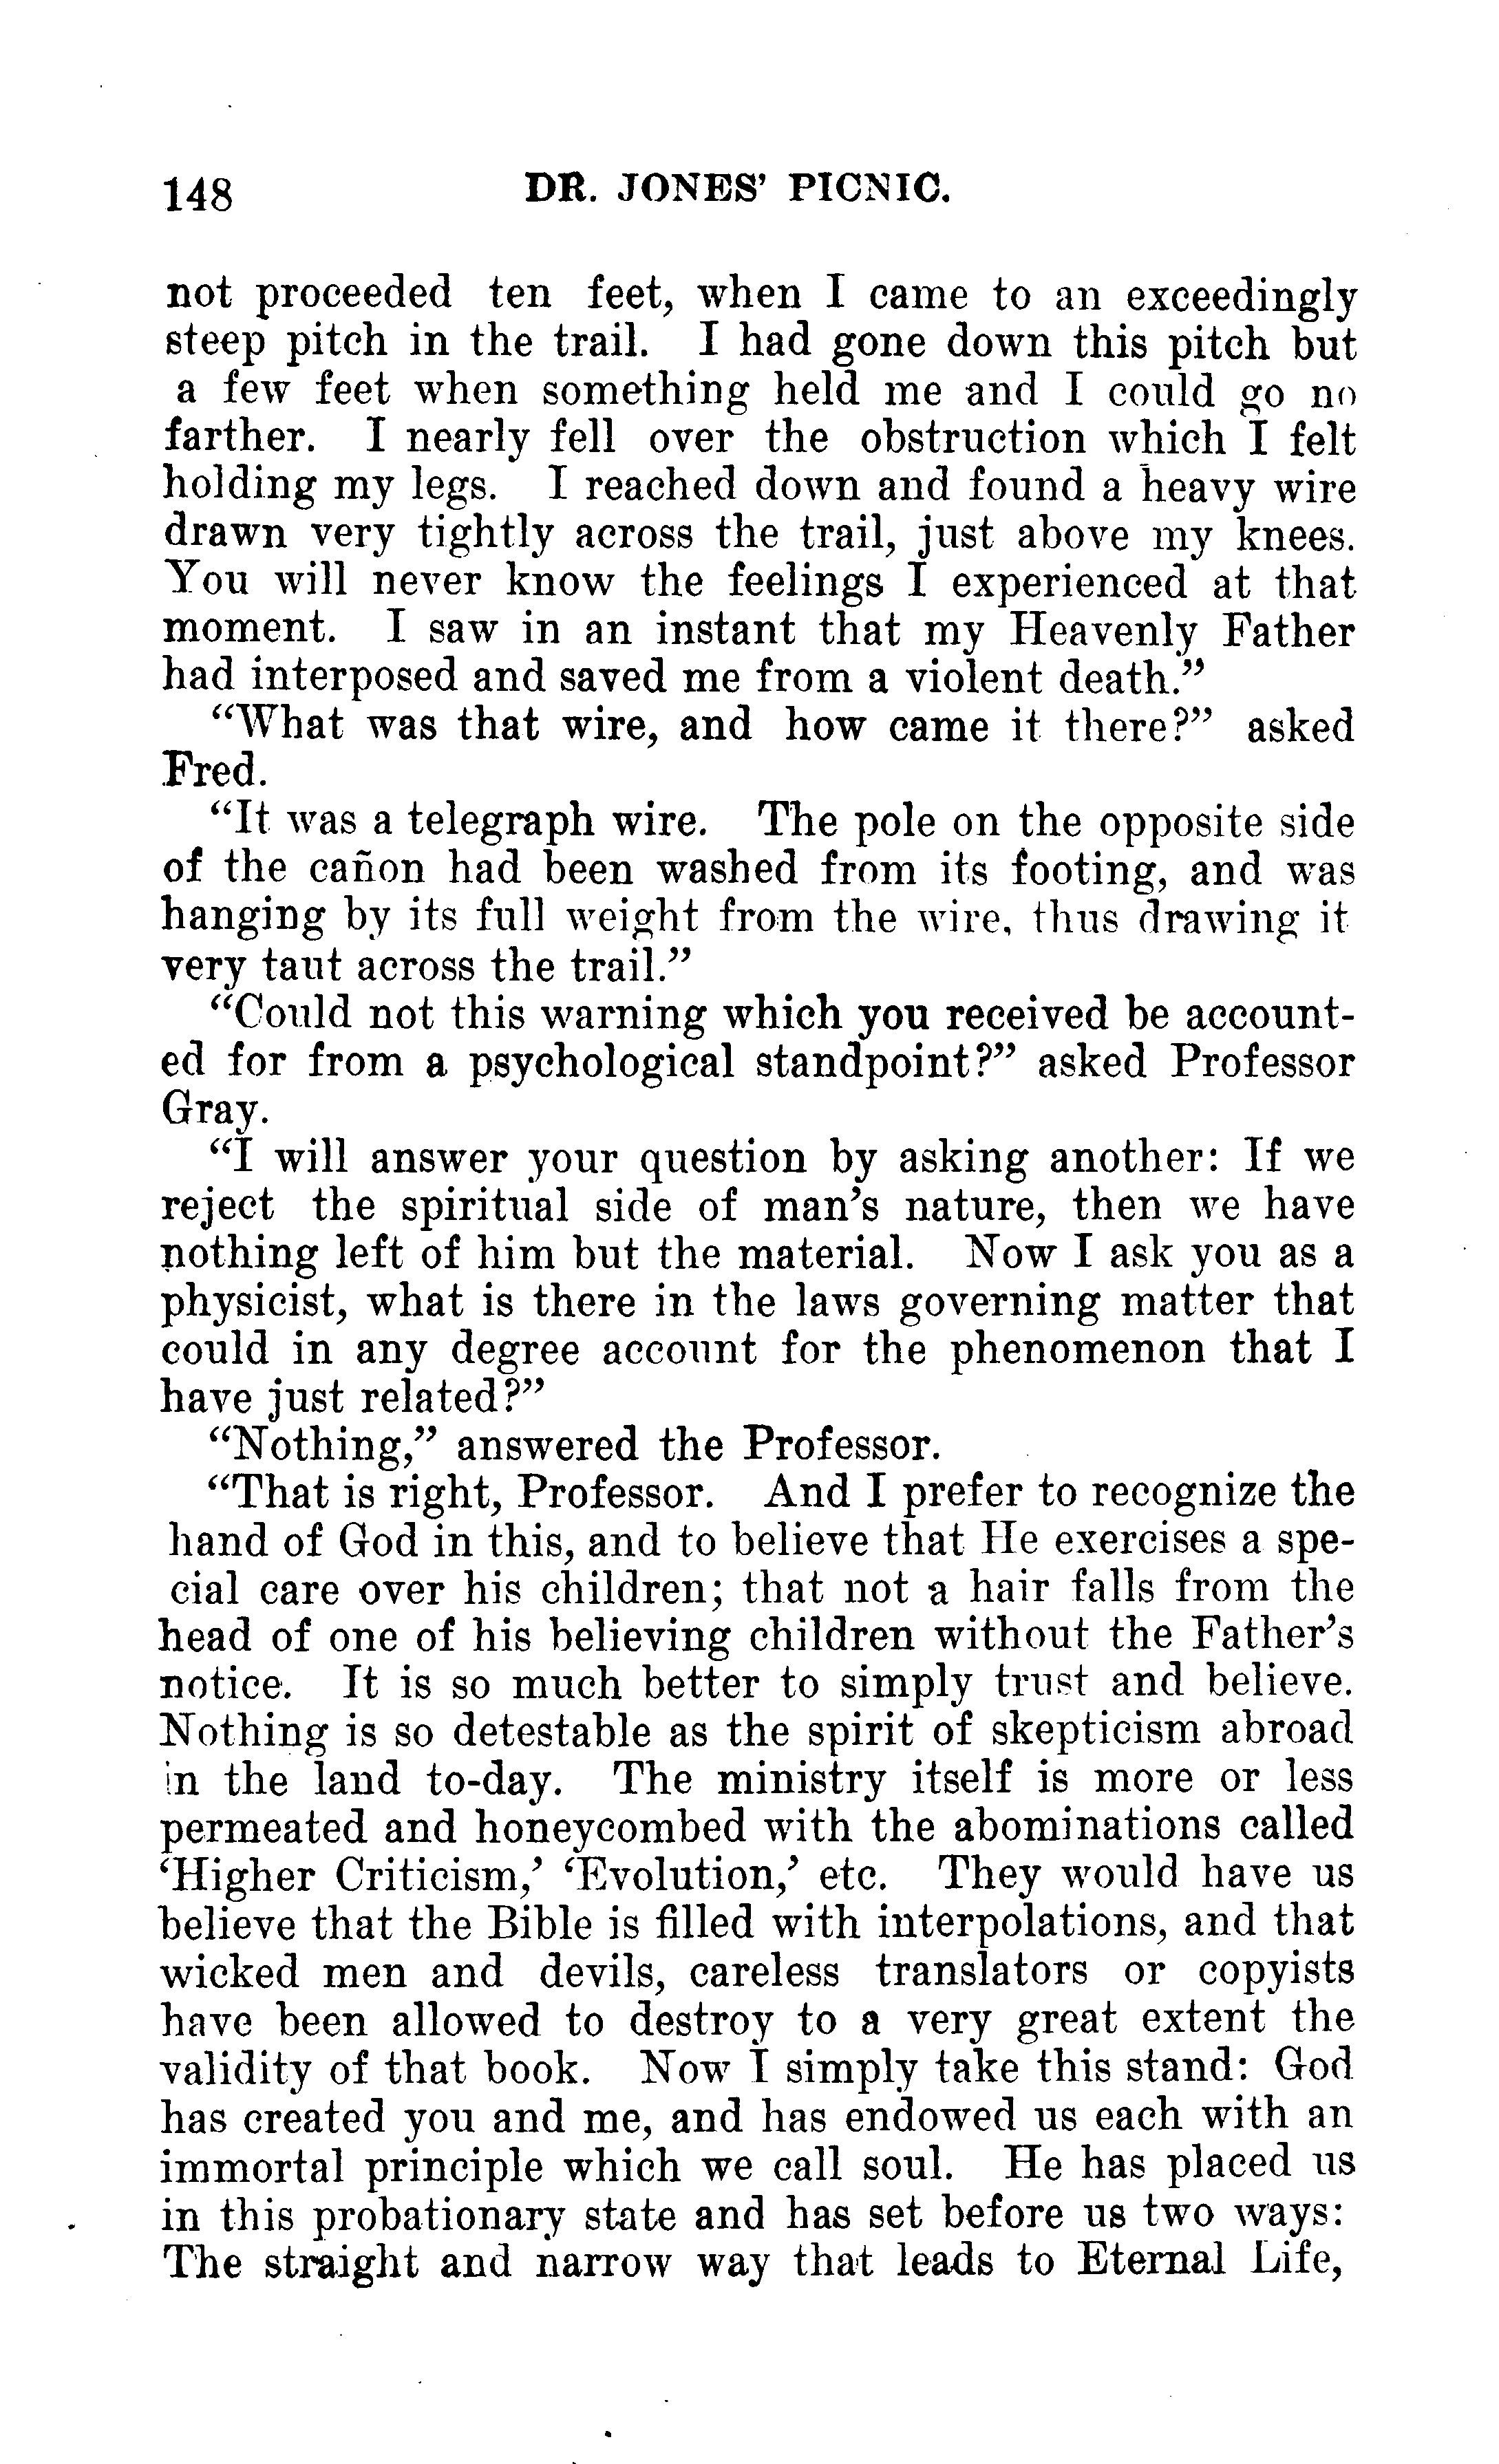 148 DR. JONES' PICNIC.
not proceeded ten feet, when I came to an exceedingly
steep pitch in the trail. I had gone down this pitch but
a few feet when something held me and I could go no
farther. I nearly fell over the obstruction which I felt
holding my legs. I reached down and found a heavy wire
drawn very tightly across the trail, just above my knees.
You will never know the feelings I experienced at that
moment. I saw in an instant that my Heavenly Father
had interposed and saved me from a violent death."
"What was that wire, and how came it there?" asked
Fred.
"It was a telegraph wire. The pole on the opposite side
of the cañon had been washed from its footing, and was
hanging by its full weight from the wire, thus drawing it
very taut across the trail."
"Could not this warning which you received be account-
ed for from a psychological standpoint?" asked Professor
Gray.
"I will answer your question by asking another: If we
reject the spiritual side of man's nature, then we have
nothing left of him but the material. Now I ask you as a
physicist, what is there in the laws governing matter that
could in any degree account for the phenomenon that I
have just related?"
"Nothing," answered the Professor.
"That is right, Professor. And I prefer to recognize the
hand of God in this, and to believe that He exercises a spe-
cial care over his children; that not a hair falls from the
head of one of his believing children without the Father's
notice. It is so much better to simply trust and believe.
Nothing is so detestable as the spirit of skepticism abroad
in the land to-day. The ministry itself is more or less
permeated and honeycombed with the abominations called
'Higher Criticism,' 'Evolution,' etc. They would have us
believe that the Bible is filled with interpolations, and that
wicked men and devils, careless translators or copyists
have been allowed to destroy to a very great extent the
validity of that book. Now I simply take this stand: God
has created you and me, and has endowed us each with an
immortal principle which we call soul. He has placed us
in this probationary state and has set before us two ways:
The straight and narrow way that leads to Eternal Life,